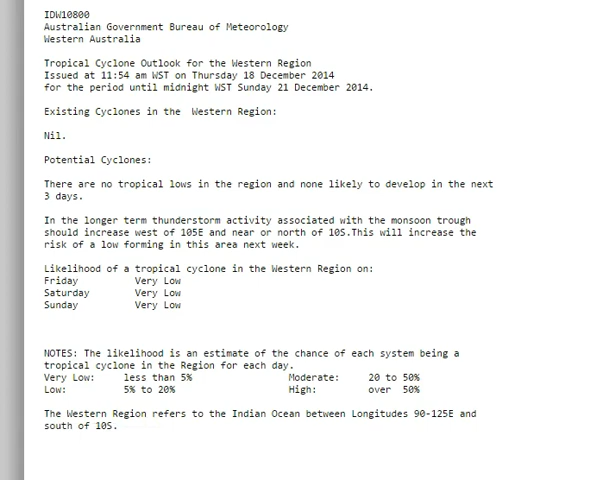 IDW10800
Australian Government Bureau of Meteorology
Western Australia
Tropical Cyclone Outlook for the Western Region
Issued at 11:54 am WST on Thursday 18 December 2014
for the period until midnight WST Sunday 21 December 2014.
Existing Cyclones in the  Western Region:
Nil.
Potential Cyclones:
There are no tropical lows in the region and none likely to develop in the next
3 days.
In the longer term thunderstorm activity associated with the monsoon trough
should increase west of 105E and near or north of 10S.This will increase the
risk of a low forming in this area next week.
Likelihood of a tropical cyclone in the Western Region on:
Friday          Very Low
Saturday        Very Low
Sunday          Very Low
NOTES: The likelihood is an estimate of the chance of each system being a
tropical cyclone in the Region for each day.
Very Low:     less than 5%                 Moderate:     20 to 50%
Low:          5% to 20%                    High:         over  50%
The Western Region refers to the Indian Ocean between Longitudes 90-125E and
south of 10S.